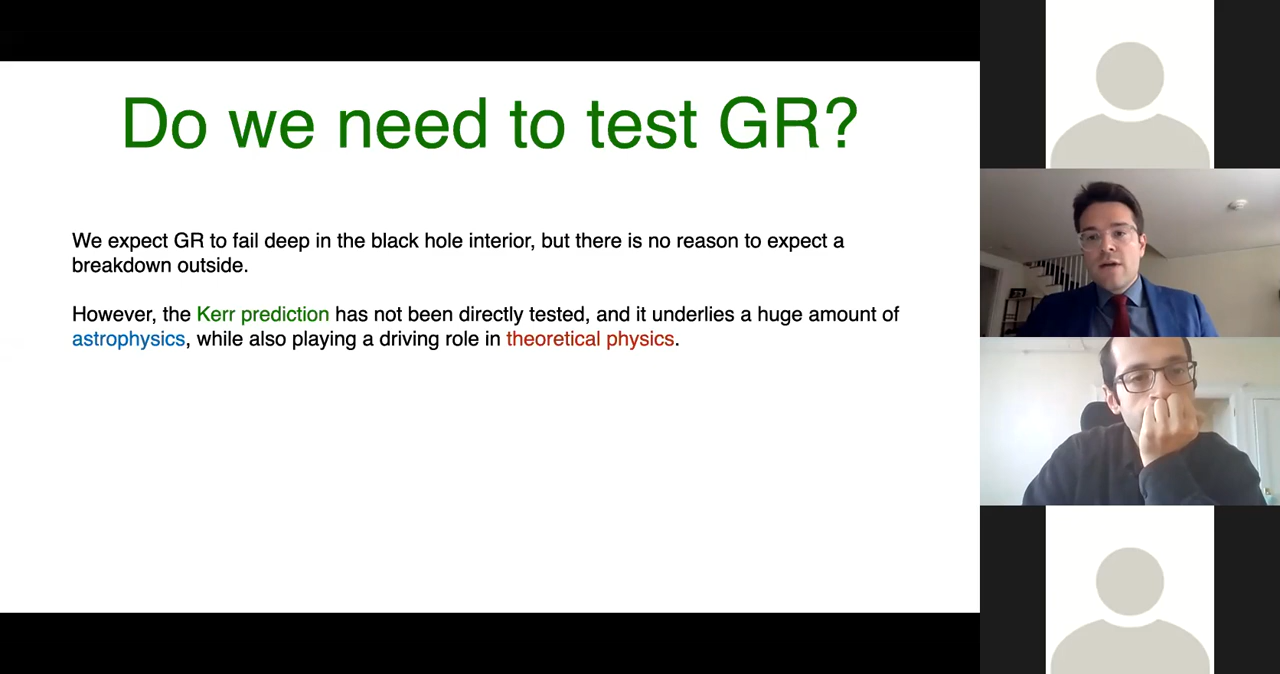 Do we need to test GR?
We expect GR to fail deep in the black hole interior, but there is no reason to expect a
breakdown outside.
However, the Kerr prediction has not been directly tested, and it underlies a huge amount of
astrophysics, while also playing a driving role in theoretical physics.